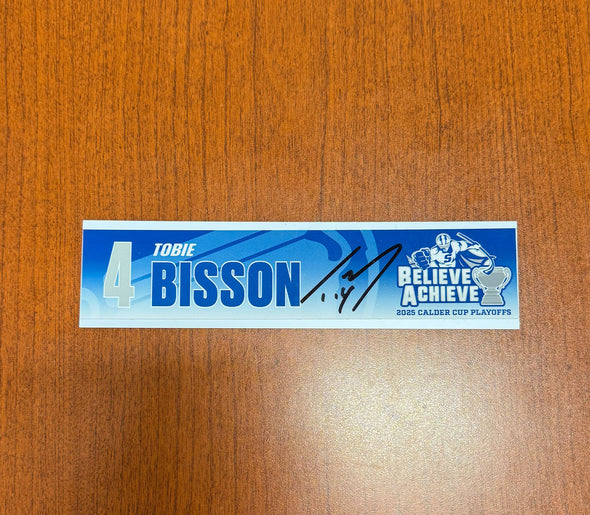 4
TOBIE
BISSON
BELIEVE
ACHIEVE
2025 CALDER CUP PLAYOFFS